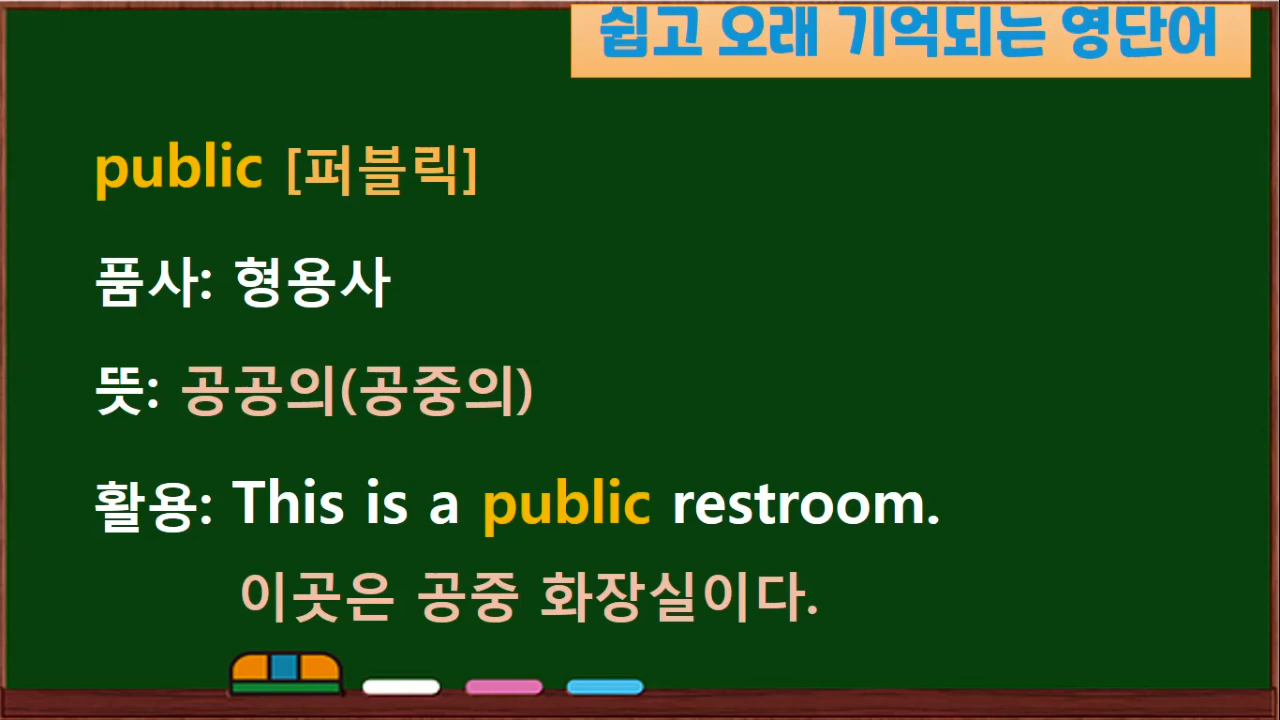 쉽고 오래 기억되는 영단어
public [퍼블릭]
품사: 형용사
뜻: 공공의(공중의)
활용: This is a public restroom.
이곳은 공중 화장실이다.